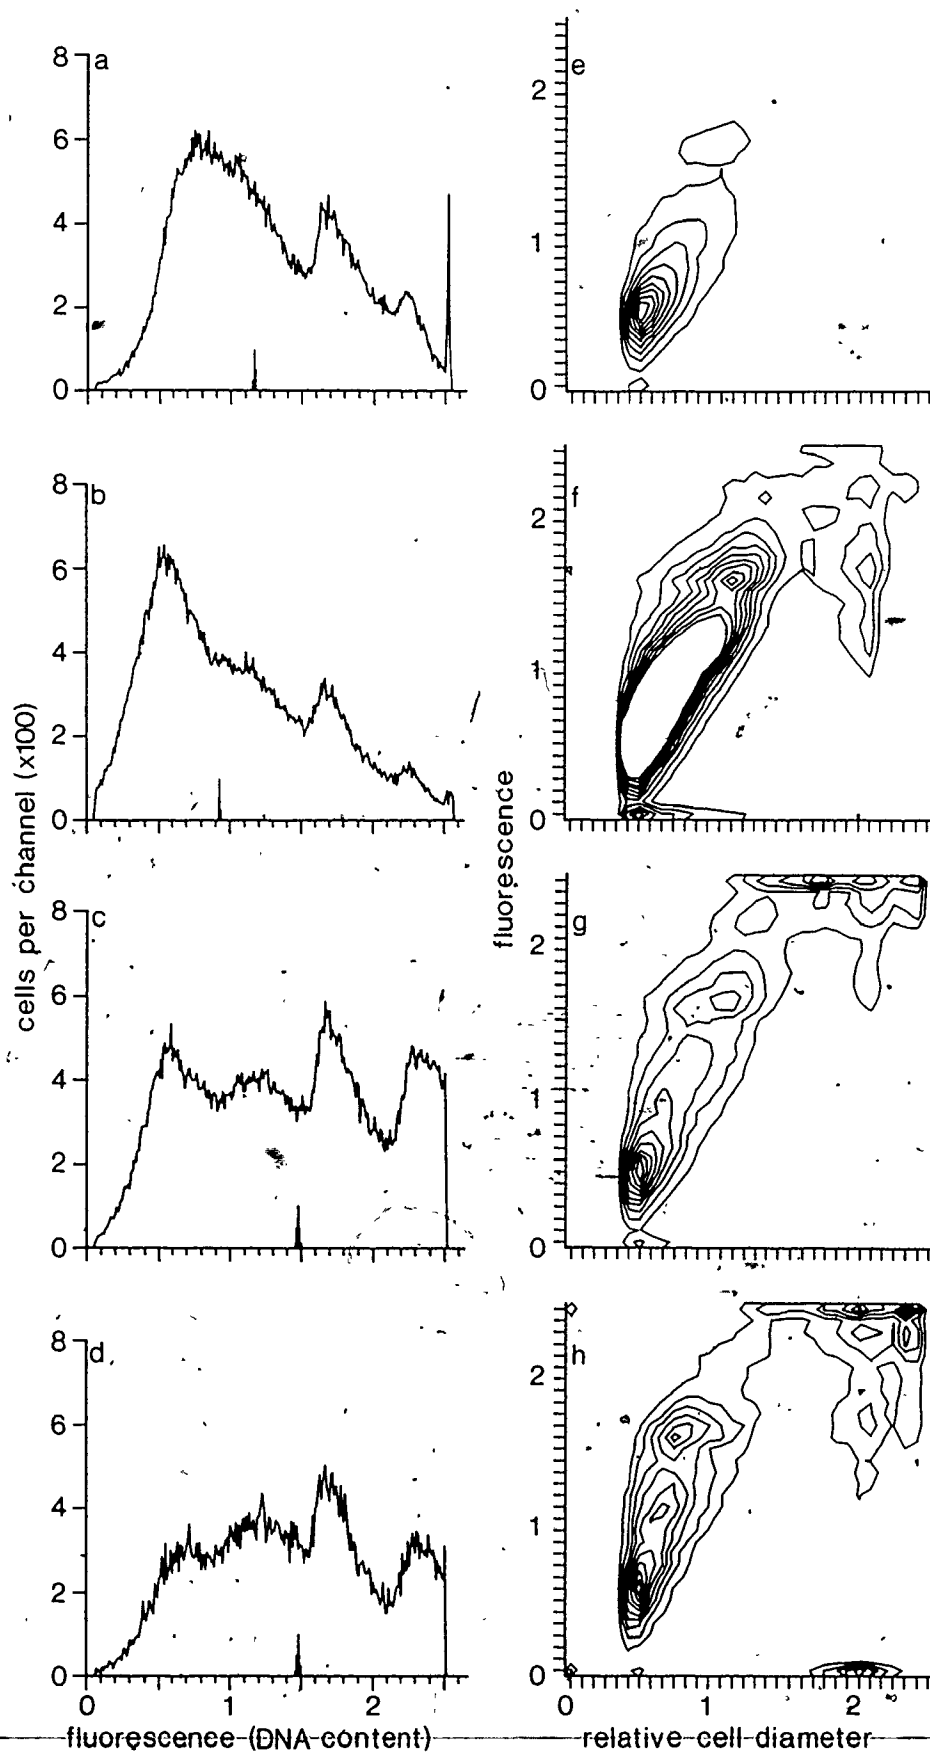 a
8
6
4
2
0
e
2
1
0
b
8
6
4
2
0
f
2
1
0
cells per channel (x100)
fluorescence
c
8
6
4
2
0
g
2
1
0
d
8
6
4
2
0
h
2
1
0
0 1 2
0 1 2
fluorescence (DNA content)
relative cell diameter